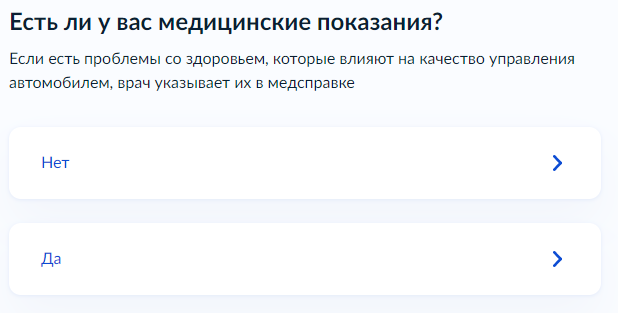 Есть ли у вас медицинские показания?
Если есть проблемы со здоровьем, которые влияют на качество управления
автомобилем, врач указывает их в медсправке
Нет
Да